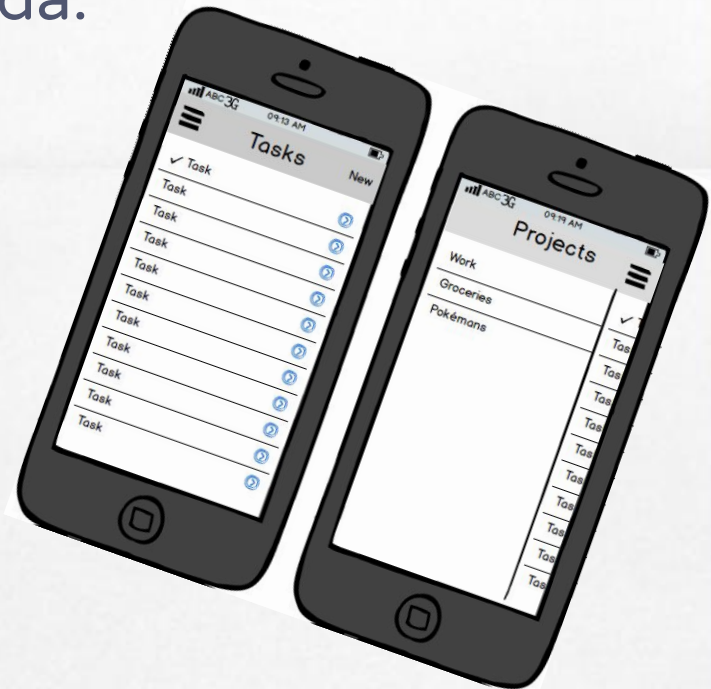 da.
ABC 3G 09:13 AM
Tasks
New
✓ Task
Task
Task
Task
Task
Task
Task
Task
Task
Task
Task
ABC 3G 09:19 AM
Projects
Work
Groceries
Pokémans
✓ T
Tas
Tas
Tas
Tas
Tas
Tas
Tas
Tas
Tas
Tas